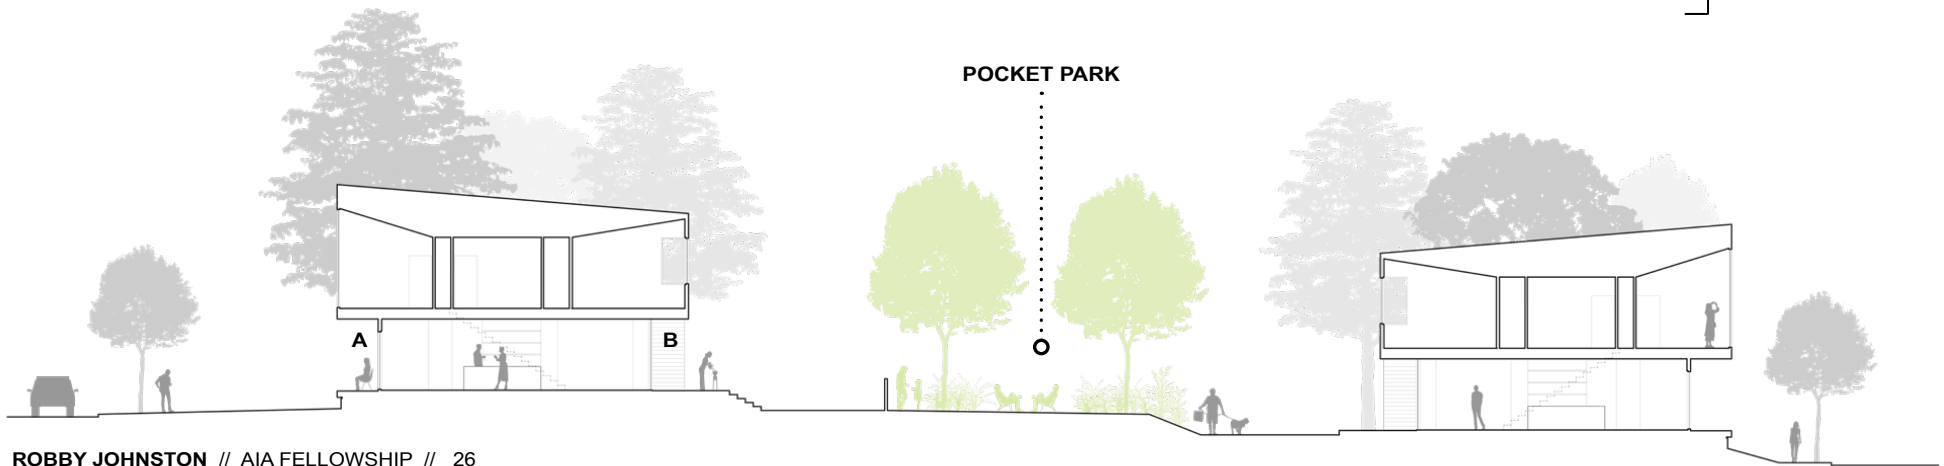 POCKET PARK
A
B
ROBBY JOHNSTON // AIA FELLOWSHIP // 26